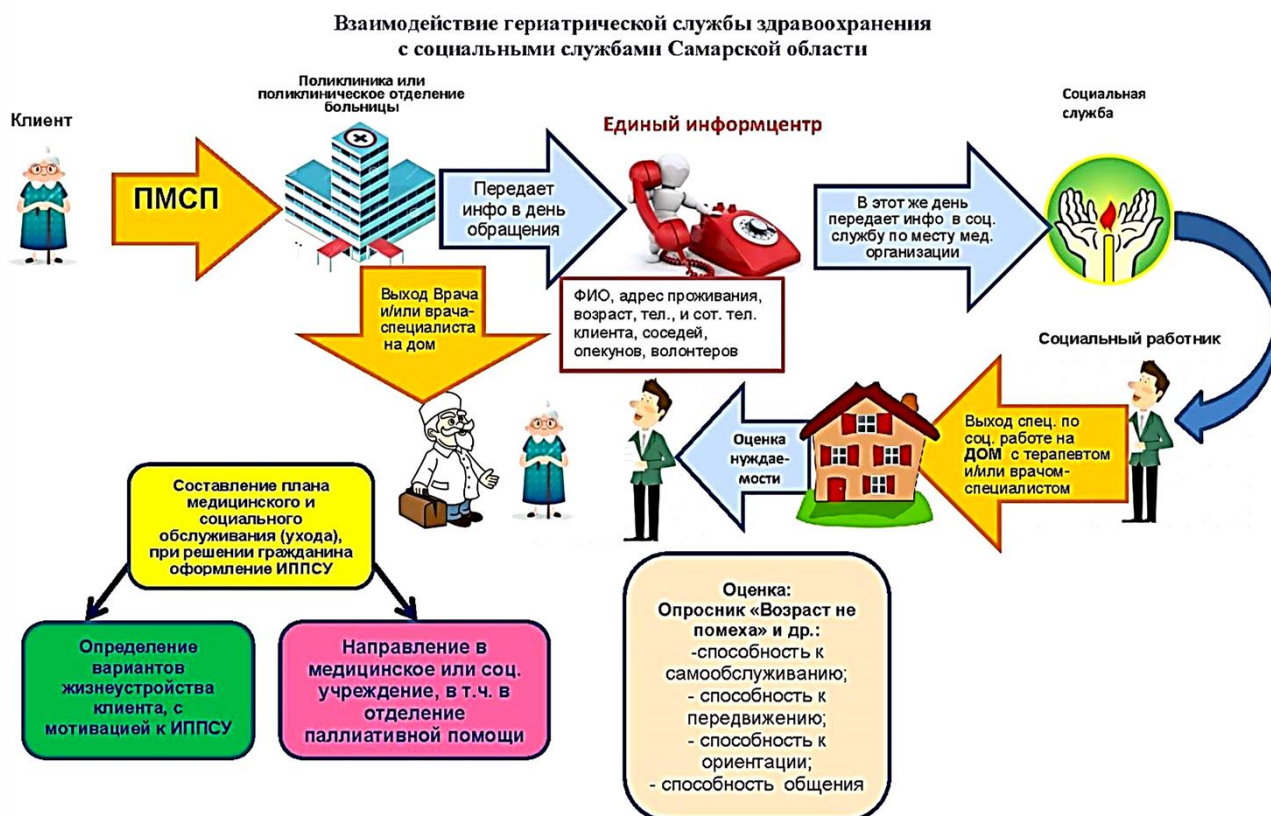 Взаимодействие гериатрической службы здравоохранения
с социальными службами Самарской области
Клиент
ПМСП
Поликлиника или
поликлиническое отделение
больницы
Передает
инфо в день
обращения
Единый информцентр
ФИО, адрес проживания,
возраст, тел., и сот. тел.
клиента, соседей,
опекунов, волонтеров
В этот же день
передает инфо в соц.
службу по месту мед.
организации
Социальная
служба
Выход Врача
и/или врача-
специалиста
на дом
Социальный работник
Выход спец. по
соц. работе на
ДОМ с терапевтом
и/или врачом-
специалистом
Оценка
нуждае-
мости
Составление плана
медицинского и
социального
обслуживания (ухода),
при решении гражданина
оформление ИППСУ
Определение
вариантов
жизнеустройства
клиента, с
мотивацией к ИППСУ
Направление в
медицинское или соц.
учреждение, в т.ч. в
отделение
паллиативной помощи
Оценка:
Опросник «Возраст не
помеха» и др.:
-способность к
самообслуживанию;
- способность к
передвижению;
- способность к
ориентации;
- способность общения